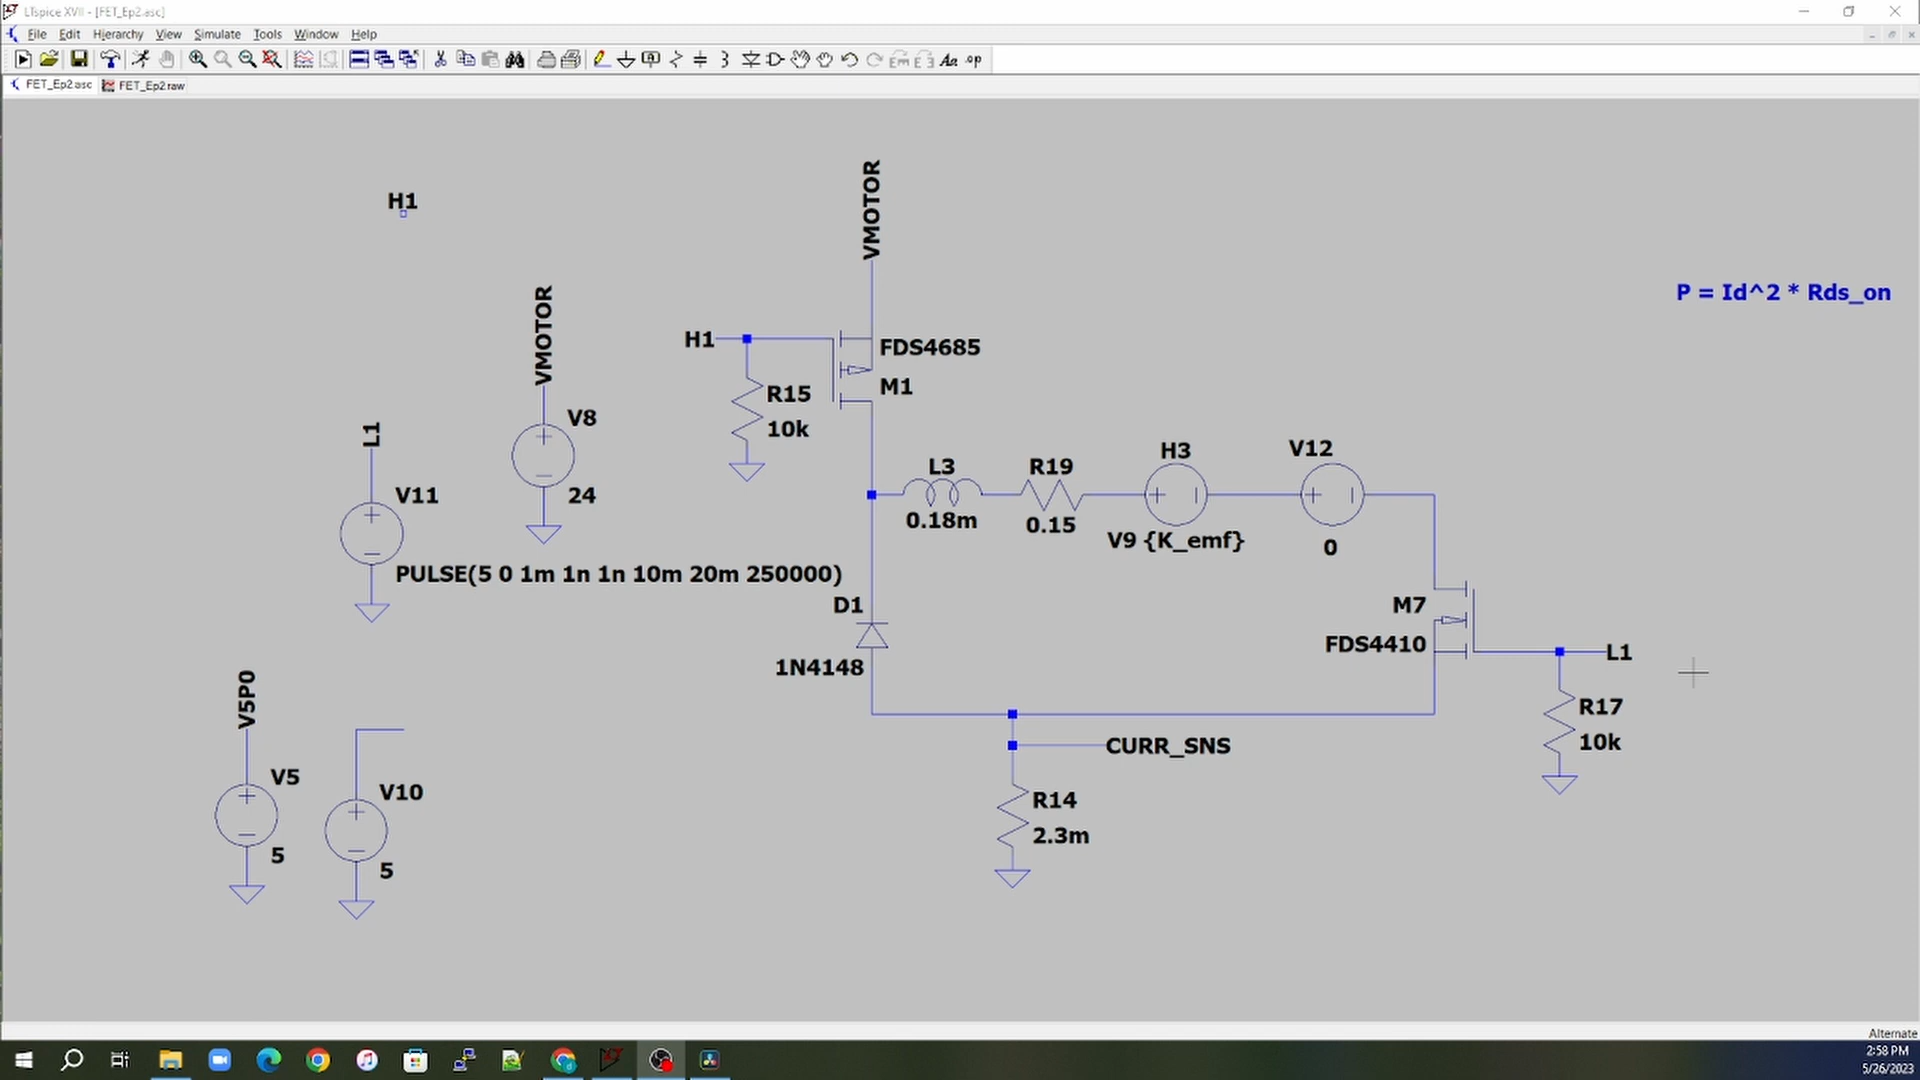 LTspice XVII - [FET_Ep2.asc]
File Edit Hierarchy View Simulate Tools Window Help
FET_Ep2.asc FET_Ep2.raw
H1
VMOTOR
P = Id^2 * Rds_on
VMOTOR
H1
FDS4685
M1
R15
10k
V8
24
L1
V11
PULSE(5 0 1m 1n 1n 10m 20m 250000)
L3
0.18m
R19
0.15
H3
V9 {K_emf}
V12
0
D1
1N4148
M7
FDS4410
L1
R17
10k
V5P0
V5
5
V10
5
CURR_SNS
R14
2.3m
Alternate
2:58 PM
5/26/2023